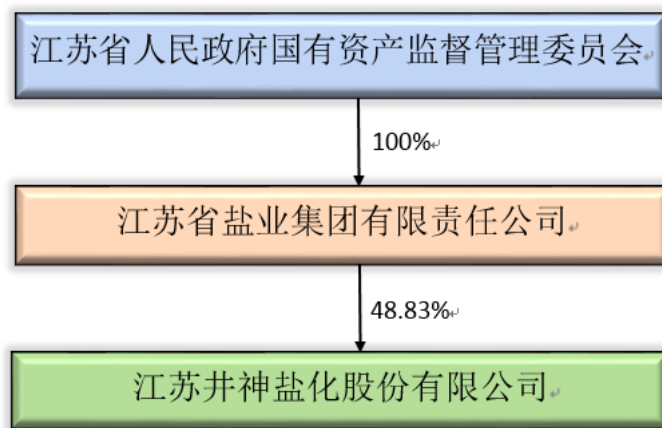 江苏省人民政府国有资产监督管理委员会
100%
江苏省盐业集团有限责任公司
48.83%
江苏井神盐化股份有限公司